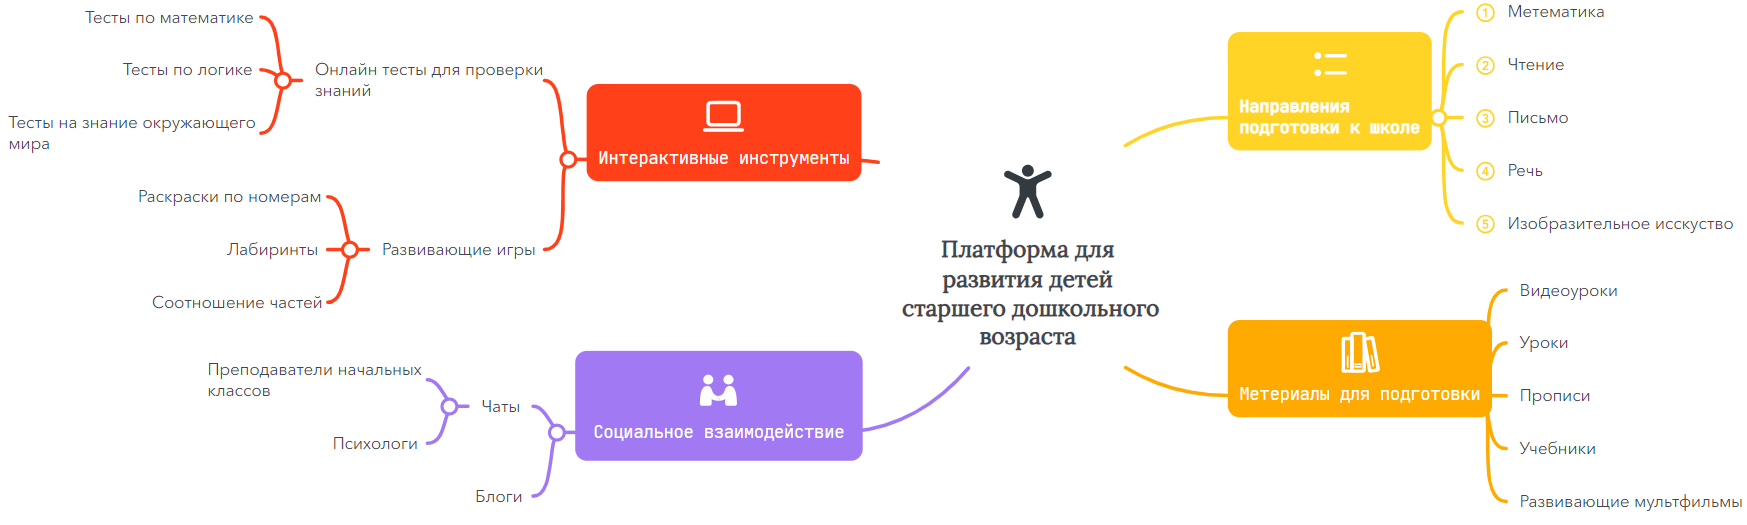 Тесты по математике
Тесты по логике
Тесты на знание окружающего
мира
Онлайн тесты для проверки
знаний
Раскраски по номерам
Лабиринты
Соотношение частей
Развивающие игры
Интерактивные инструменты
Преподаватели начальных
классов
Психологи
Чаты
Блоги
Социальное взаимодействие
Платформа для
развития детей
старшего дошкольного
возраста
Направления
подготовки к школе
1 Метематика
2 Чтение
3 Письмо
4 Речь
5 Изобразительное исскуство
Метериалы для подготовки
Видеоуроки
Уроки
Прописи
Учебники
Развивающие мультфильмы